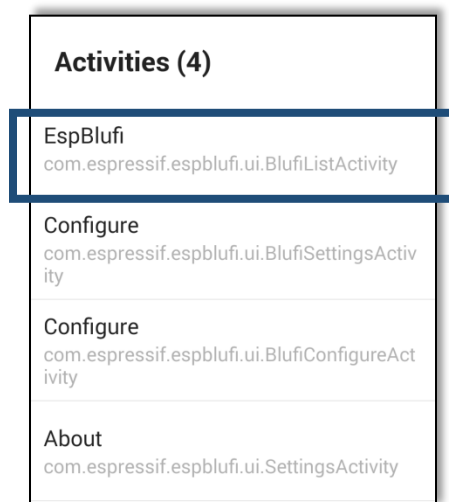 Activities (4)
EspBlufi
com.espressif.espblufi.ui.BlufiListActivity
Configure
com.espressif.espblufi.ui.BlufiSettingsActiv
ity
Configure
com.espressif.espblufi.ui.BlufiConfigureAct
ivity
About
com.espressif.espblufi.ui.SettingsActivity